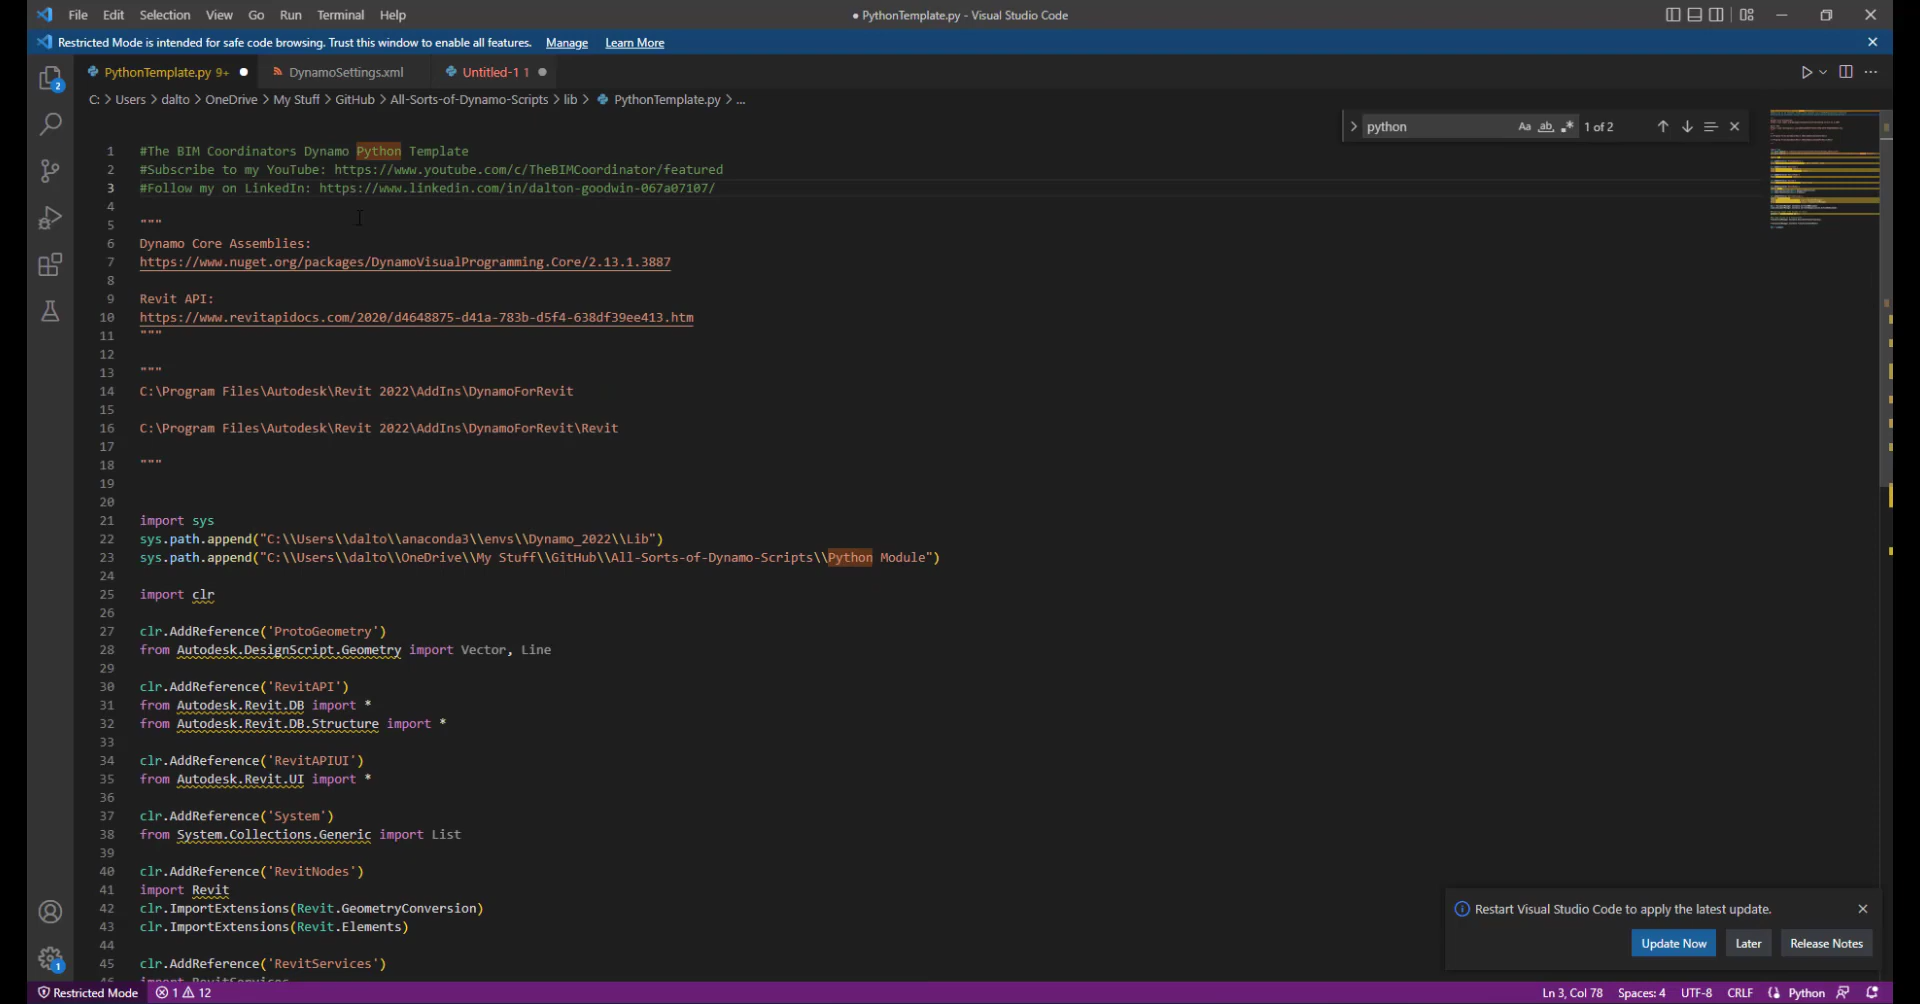 File Edit Selection View Go Run Terminal Help
● PythonTemplate.py - Visual Studio Code
Restricted Mode is intended for safe code browsing. Trust this window to enable all features. Manage Learn More
PythonTemplate.py 9+ DynamoSettings.xml Untitled-1 1
C: > Users > dalto > OneDrive > My Stuff > GitHub > All-Sorts-of-Dynamo-Scripts > lib > PythonTemplate.py > ...
python Aa ab 1 of 2
1 #The BIM Coordinators Dynamo Python Template
2 #Subscribe to my YouTube: https://www.youtube.com/c/TheBIMCoordinator/featured
3 #Follow my on LinkedIn: https://www.linkedin.com/in/dalton-goodwin-067a07107/
4
5 """
6 Dynamo Core Assemblies:
7 https://www.nuget.org/packages/DynamoVisualProgramming.Core/2.13.1.3887
8
9 Revit API:
10 https://www.revitapidocs.com/2020/d4648875-d41a-783b-d5f4-638df39ee413.htm
11 """
12
13 """
14 C:\Program Files\Autodesk\Revit 2022\AddIns\DynamoForRevit
15
16 C:\Program Files\Autodesk\Revit 2022\AddIns\DynamoForRevit\Revit
17
18 """
19
20
21 import sys
22 sys.path.append("C:\\Users\\dalto\\anaconda3\\envs\\Dynamo_2022\\Lib")
23 sys.path.append("C:\\Users\\dalto\\OneDrive\\My Stuff\\GitHub\\All-Sorts-of-Dynamo-Scripts\\Python Module")
24
25 import clr
26
27 clr.AddReference('ProtoGeometry')
28 from Autodesk.DesignScript.Geometry import Vector, Line
29
30 clr.AddReference('RevitAPI')
31 from Autodesk.Revit.DB import *
32 from Autodesk.Revit.DB.Structure import *
33
34 clr.AddReference('RevitAPIUI')
35 from Autodesk.Revit.UI import *
36
37 clr.AddReference('System')
38 from System.Collections.Generic import List
39
40 clr.AddReference('RevitNodes')
41 import Revit
42 clr.ImportExtensions(Revit.GeometryConversion)
43 clr.ImportExtensions(Revit.Elements)
44
45 clr.AddReference('RevitServices')
46 import RevitServices
2
1
Restart Visual Studio Code to apply the latest update.
Update Now Later Release Notes
Restricted Mode 1 12 Ln 3, Col 78 Spaces: 4 UTF-8 CRLF Python